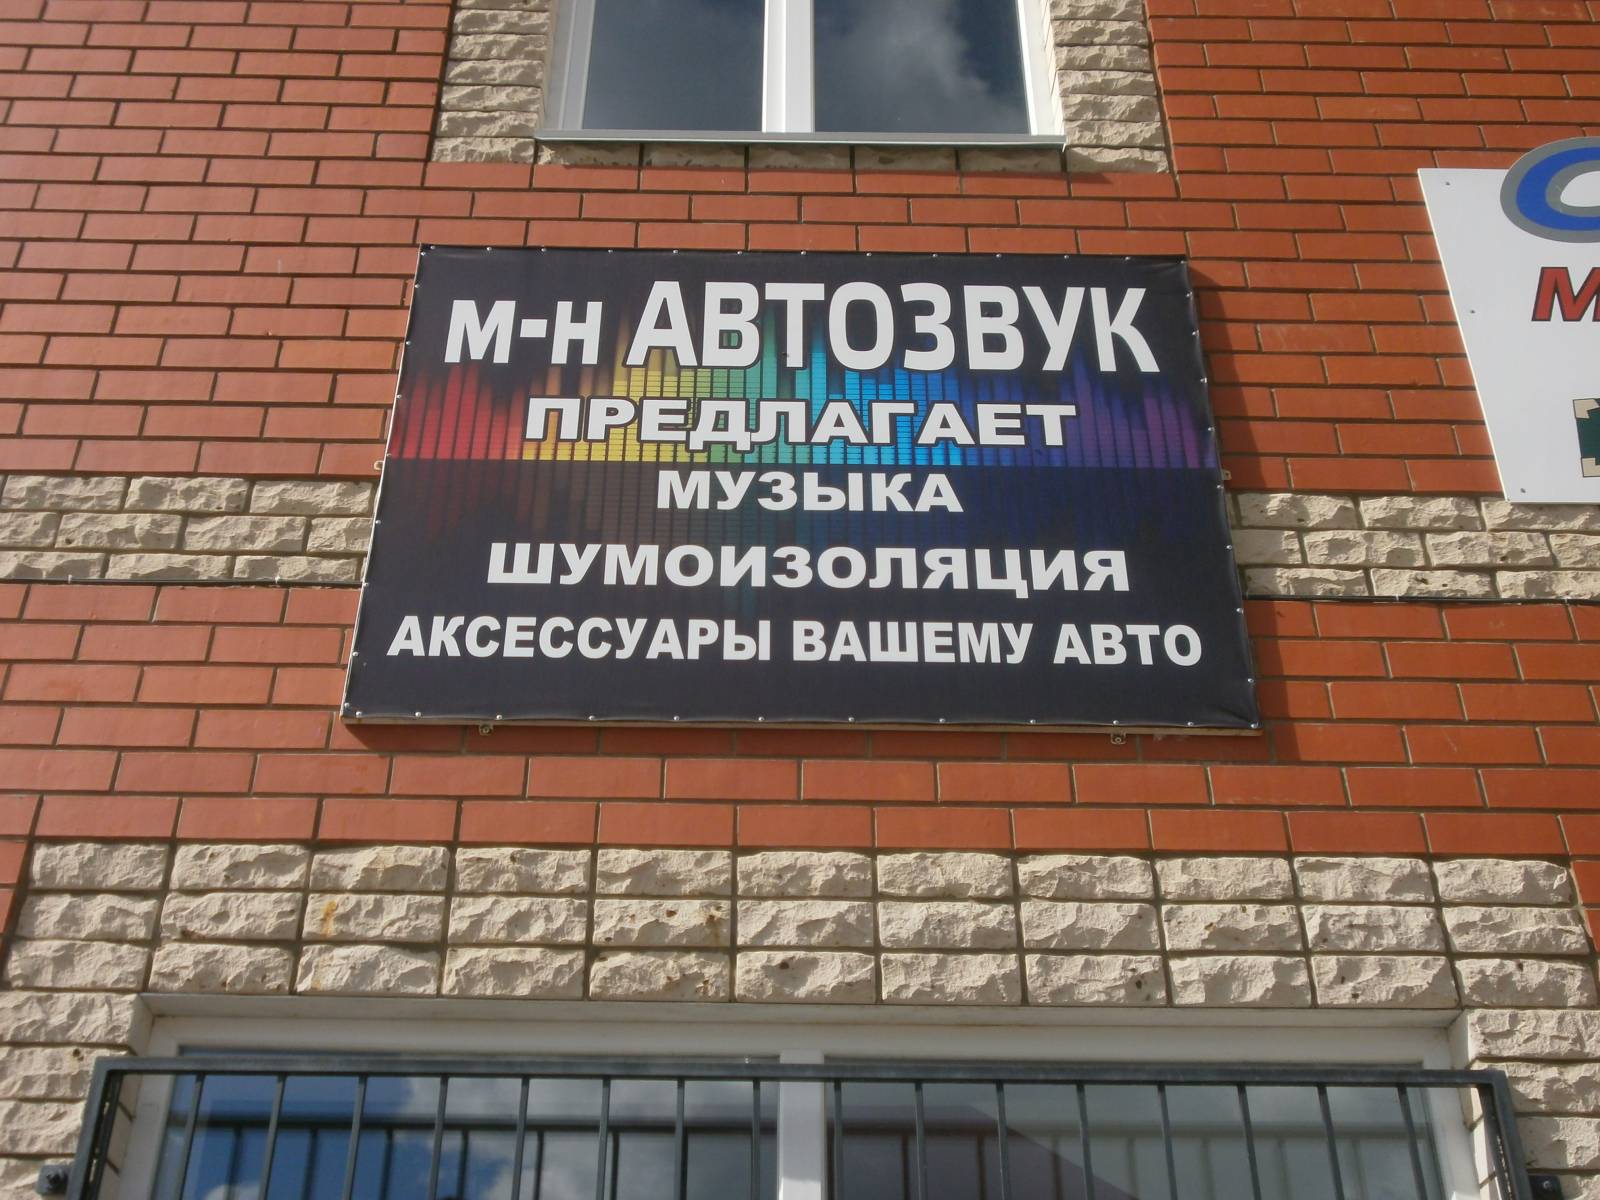 м-н АВТОЗВУК
ПРЕДЛАГАЕТ
МУЗЫКА
ШУМОИЗОЛЯЦИЯ
АКСЕССУАРЫ ВАШЕМУ АВТО